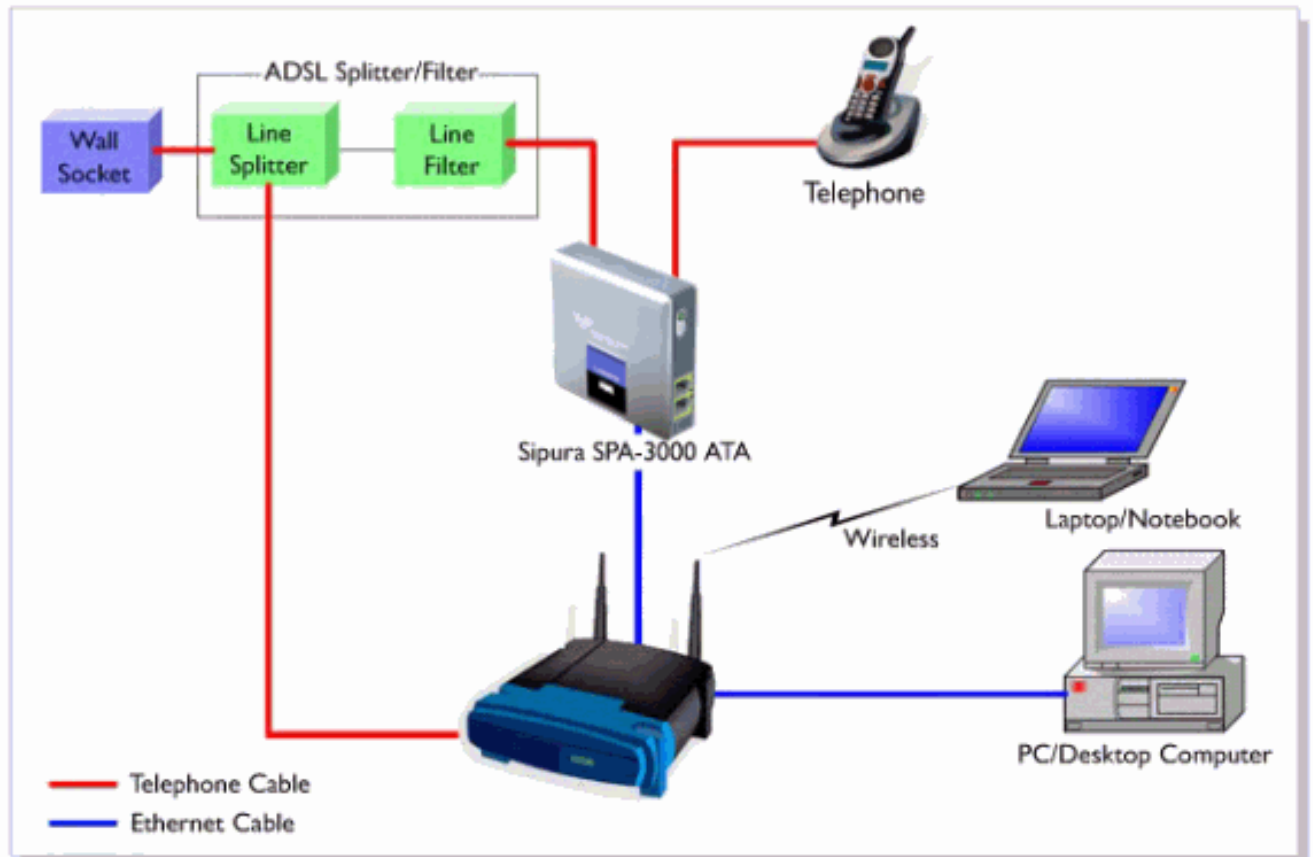 ADSL Splitter/Filter
Wall
Socket
Line
Splitter
Line
Filter
Telephone
Sipura SPA-3000 ATA
Laptop/Notebook
Wireless
PC/Desktop Computer
Telephone Cable
Ethernet Cable